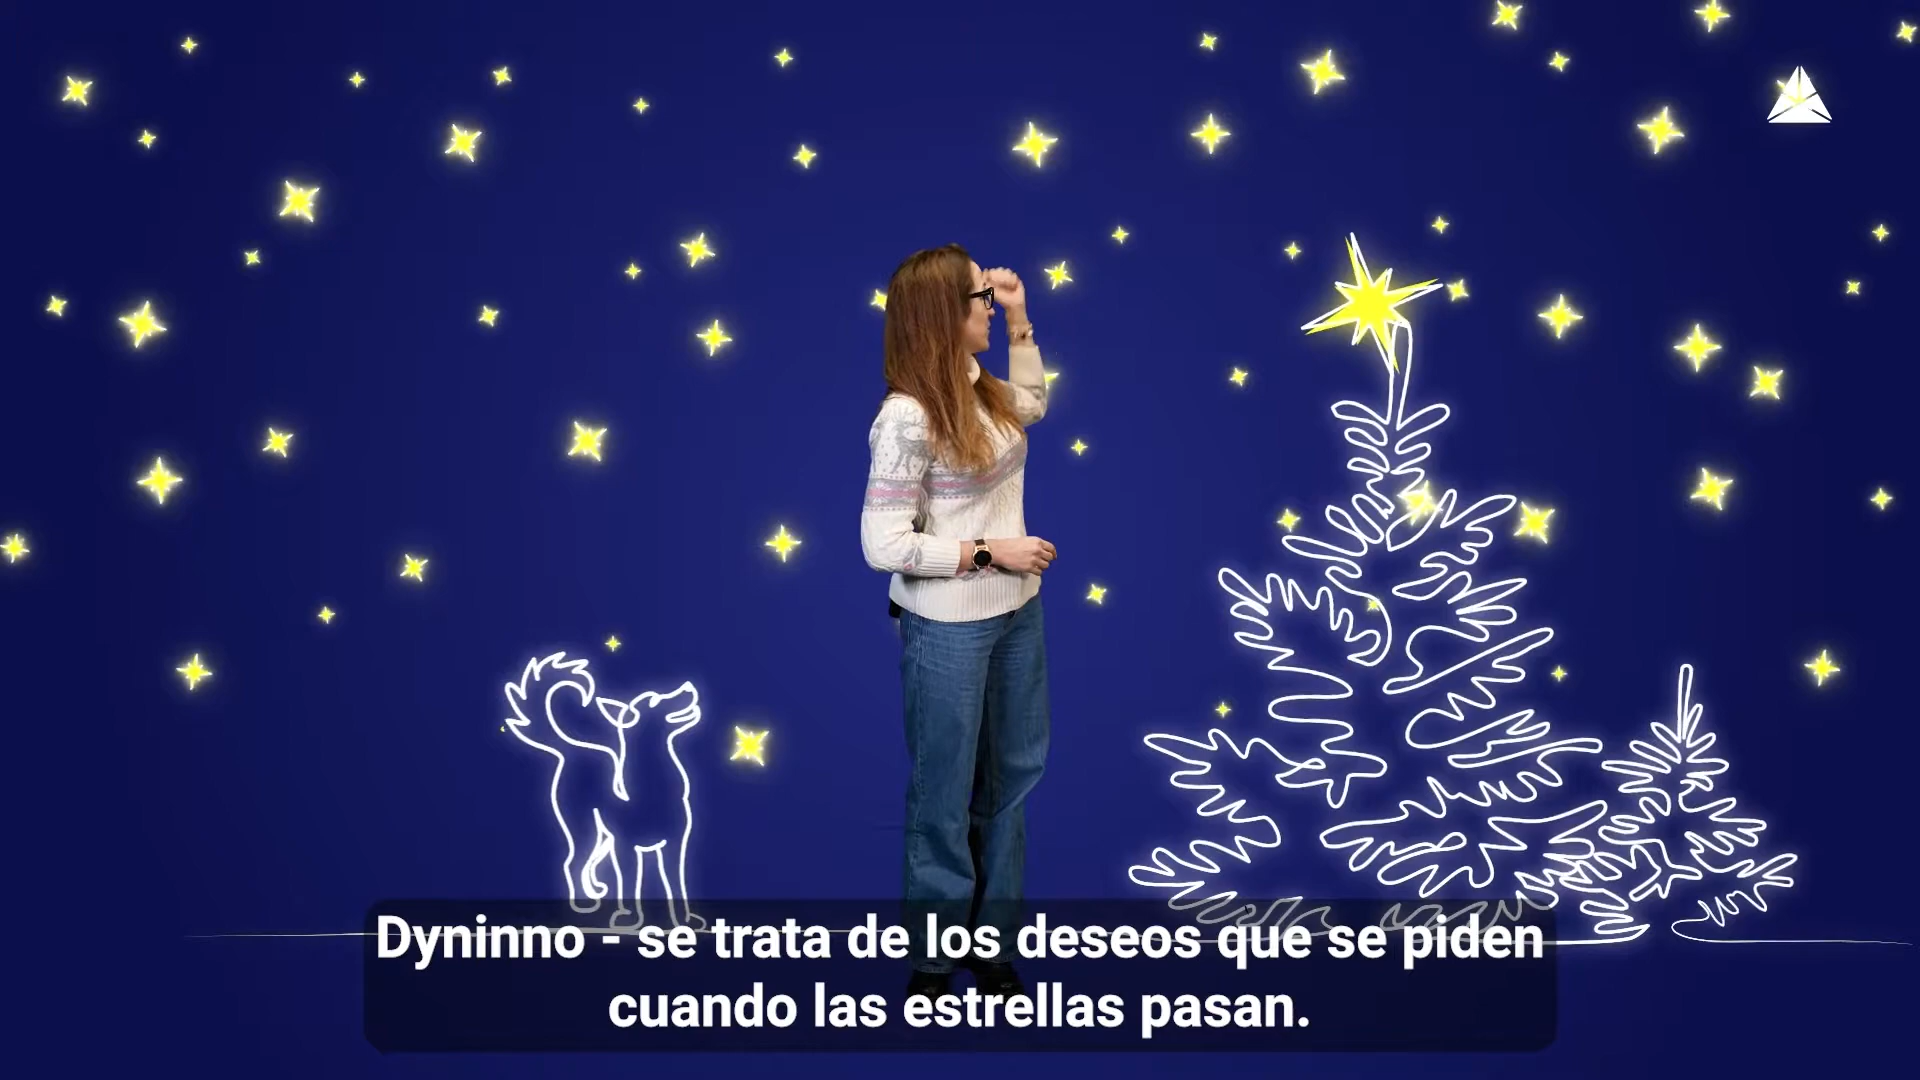 Dyninno - se trata de los deseos que se piden
cuando las estrellas pasan.